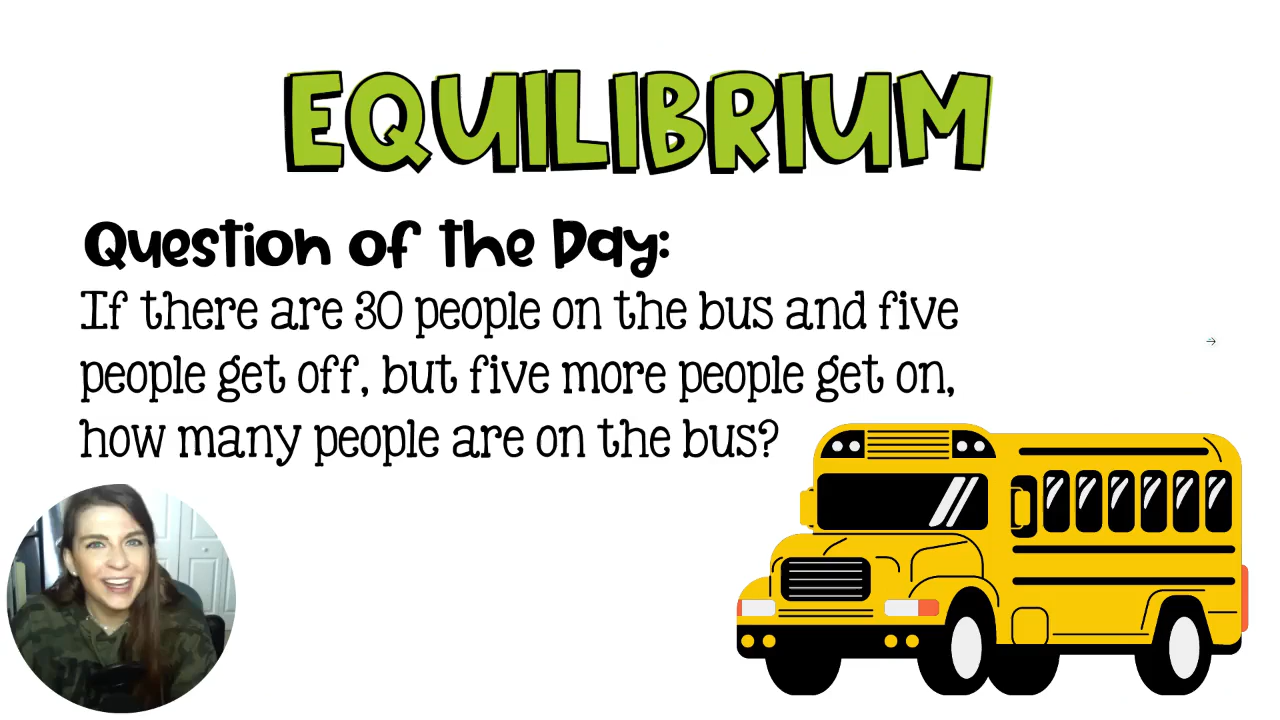 EQUILIBRIUM
Question of the Day:
If there are 30 people on the bus and five
people get off, but five more people get on,
how many people are on the bus?